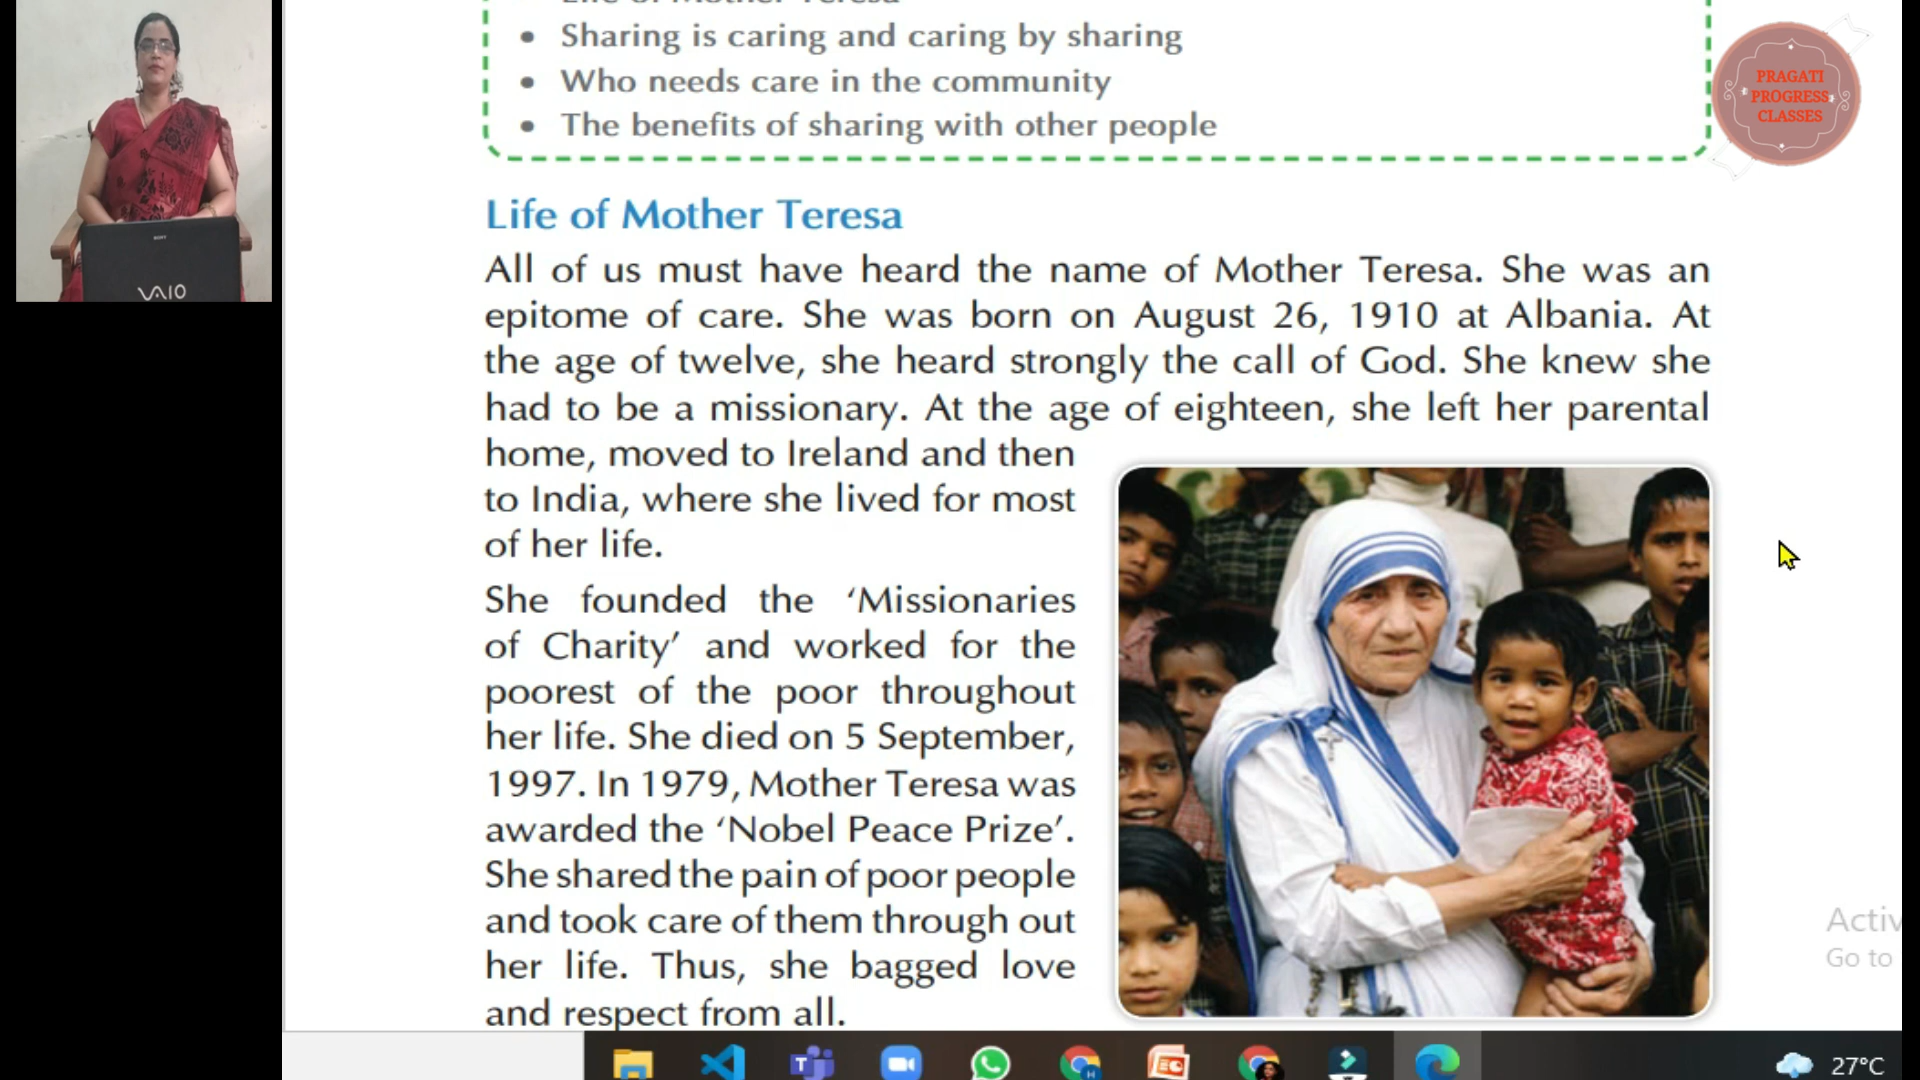 Life of Mother Teresa
• Sharing is caring and caring by sharing
• Who needs care in the community
• The benefits of sharing with other people
PRAGATI
PROGRESS
CLASSES
Life of Mother Teresa
All of us must have heard the name of Mother Teresa. She was an
epitome of care. She was born on August 26, 1910 at Albania. At
the age of twelve, she heard strongly the call of God. She knew she
had to be a missionary. At the age of eighteen, she left her parental
home, moved to Ireland and then
to India, where she lived for most
of her life.
She founded the ‘Missionaries
of Charity’ and worked for the
poorest of the poor throughout
her life. She died on 5 September,
1997. In 1979, Mother Teresa was
awarded the ‘Nobel Peace Prize’.
She shared the pain of poor people
and took care of them through out
her life. Thus, she bagged love
and respect from all.
SONY
VAIO
Activ
Go to
27°C